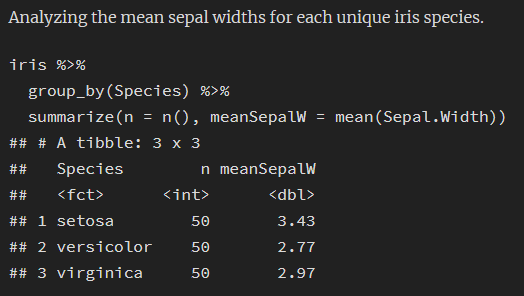 Analyzing the mean sepal widths for each unique iris species.
iris %>%
  group_by(Species) %>%
  summarize(n = n(), meanSepalW = mean(Sepal.Width))
## # A tibble: 3 x 3
##   Species        n meanSepalW
##   <fct>      <int>      <dbl>
## 1 setosa        50       3.43
## 2 versicolor    50       2.77
## 3 virginica     50       2.97